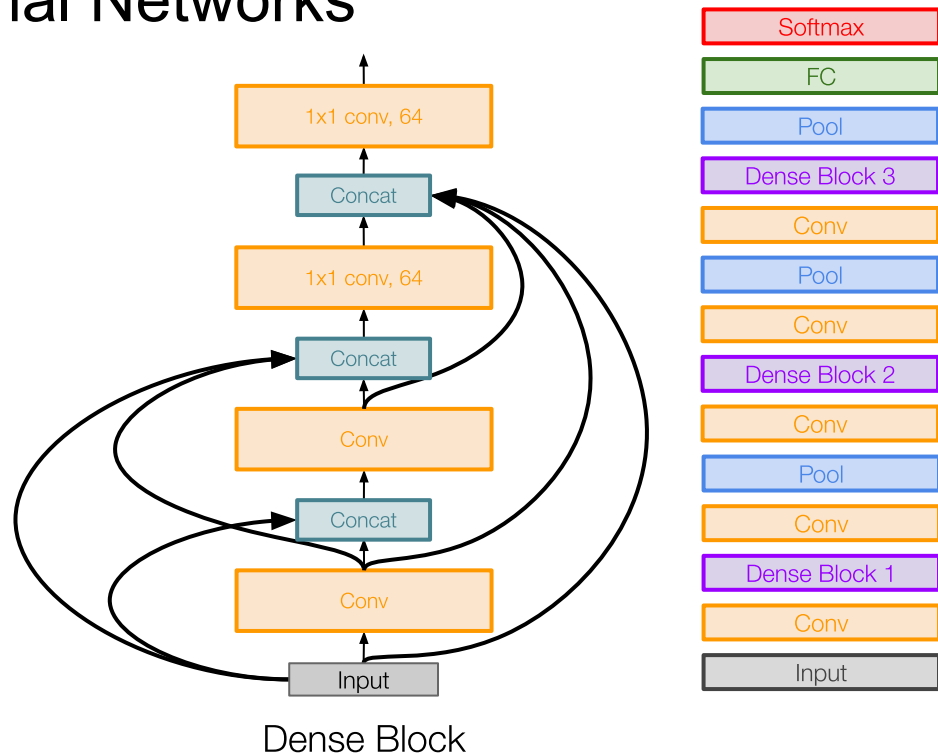 Networks
1x1 conv, 64
Concat
1x1 conv, 64
Concat
Conv
Concat
Conv
Input
Dense Block
Softmax
FC
Pool
Dense Block 3
Conv
Pool
Conv
Dense Block 2
Conv
Pool
Conv
Dense Block 1
Conv
Input